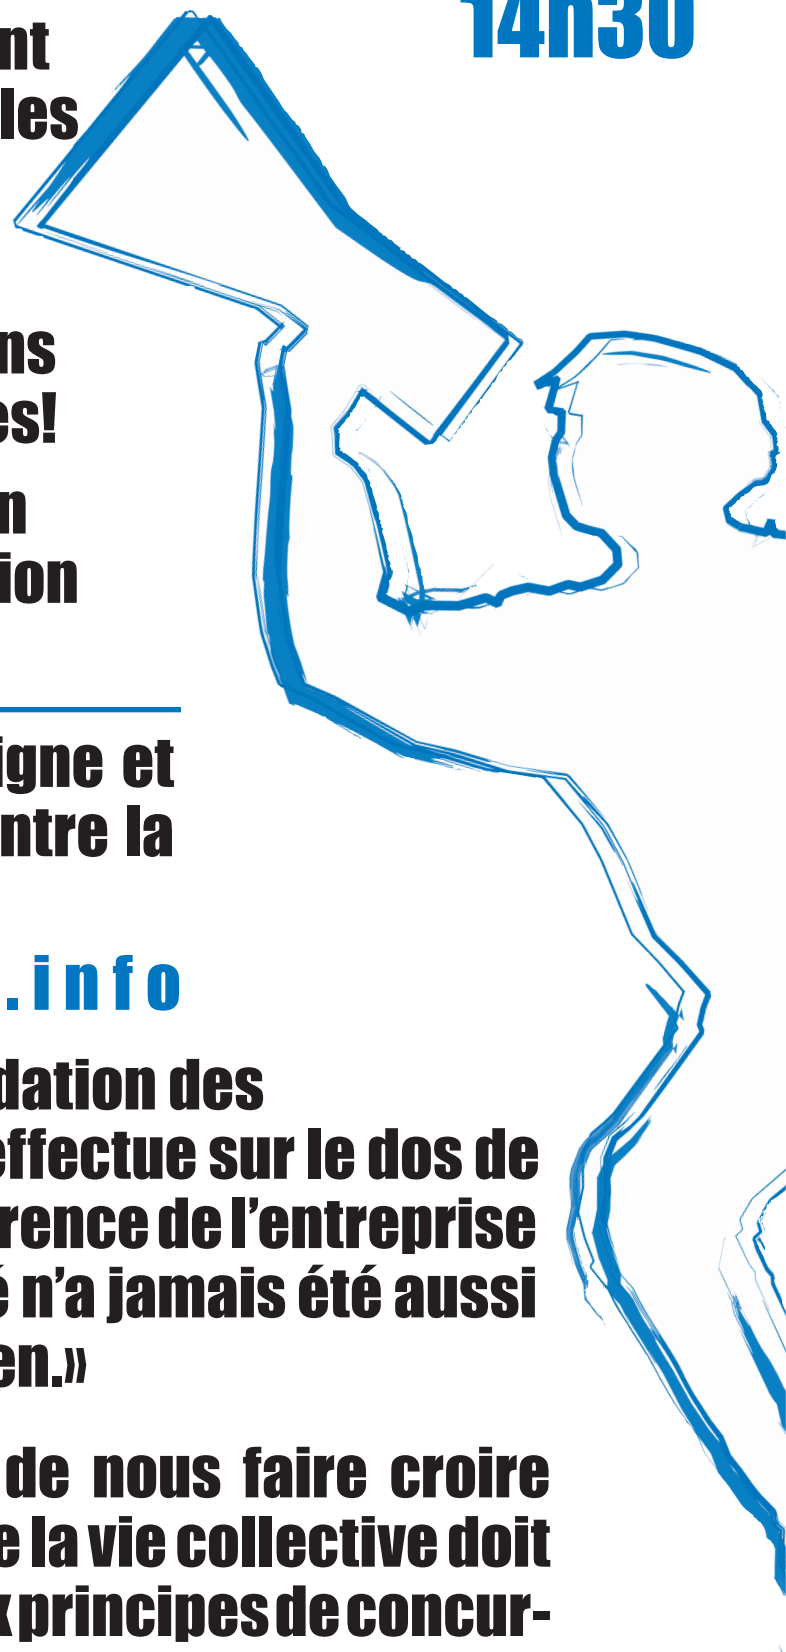 14h30
nt
les
ns
es!
n
tion
igne et
ntre la
.info
dation des
effectue sur le dos de
rence de l’entreprise
é n’a jamais été aussi
en.»
de nous faire croire
e la vie collective doit
x principes de concur-